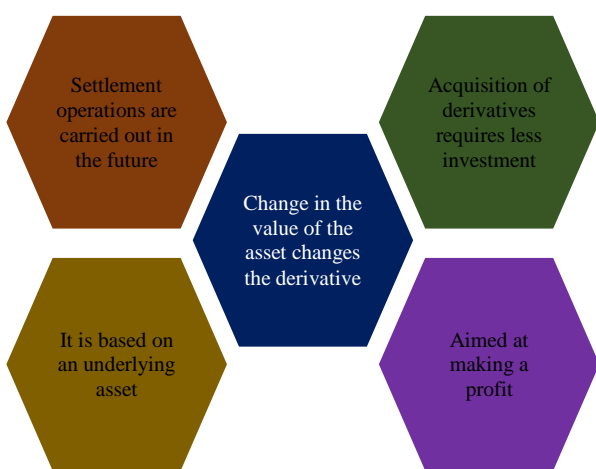 Settlement
operations are
carried out in
the future
Acquisition of
derivatives
requires less
investment
Change in the
value of the
asset changes
the derivative
It is based on
an underlying
asset
Aimed at
making a
profit